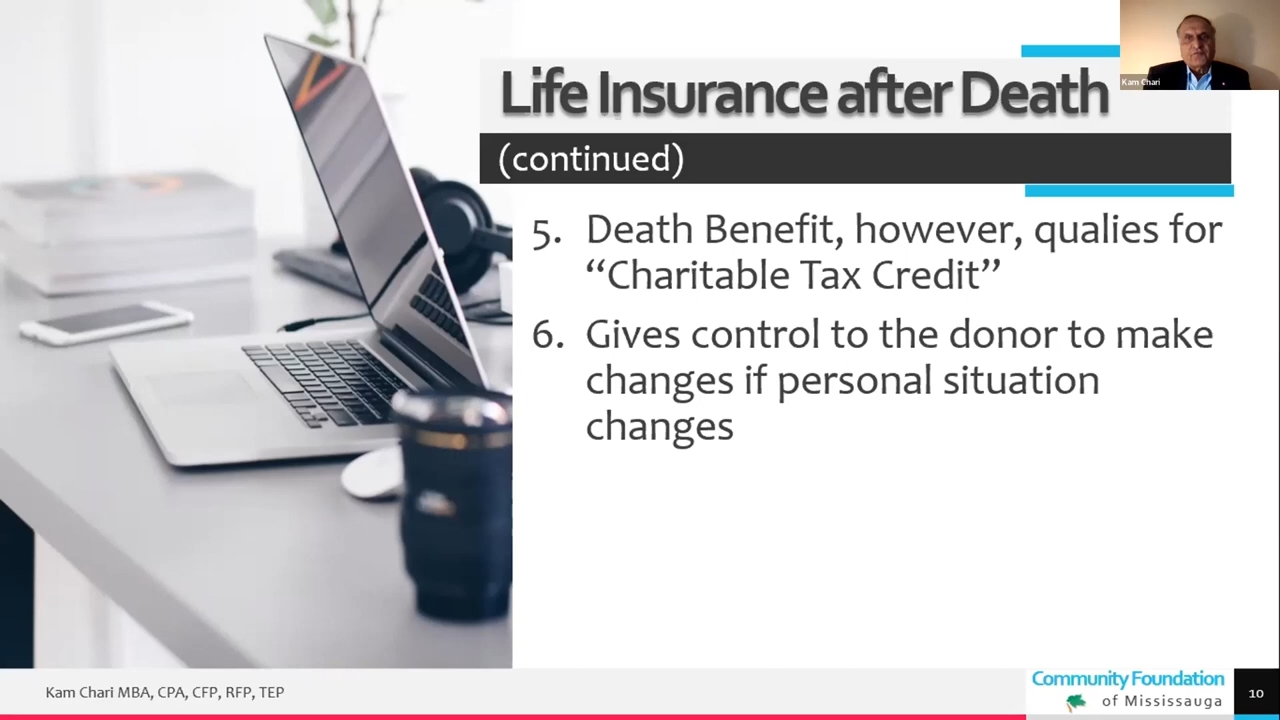 Life Insurance after Death
Kam Chari
(continued)
5. Death Benefit, however, qualies for
“Charitable Tax Credit”
6. Gives control to the donor to make
changes if personal situation
changes
Kam Chari MBA, CPA, CFP, RFP, TEP
Community Foundation
of Mississauga
10